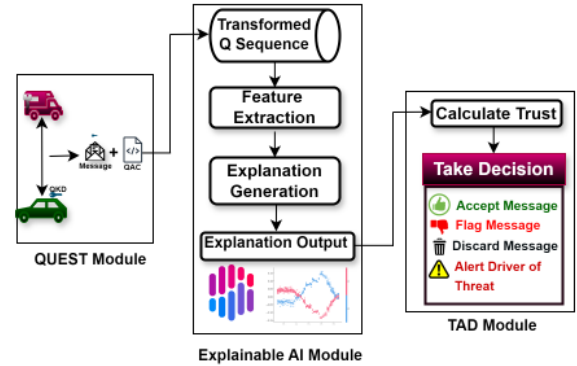 QKD
Message
+
</>
QAC
QUEST Module
Transformed
Q Sequence
Feature
Extraction
Explanation
Generation
Explanation Output
Explainable AI Module
Calculate Trust
Take Decision
Accept Message
Flag Message
Discard Message
Alert Driver of
Threat
TAD Module